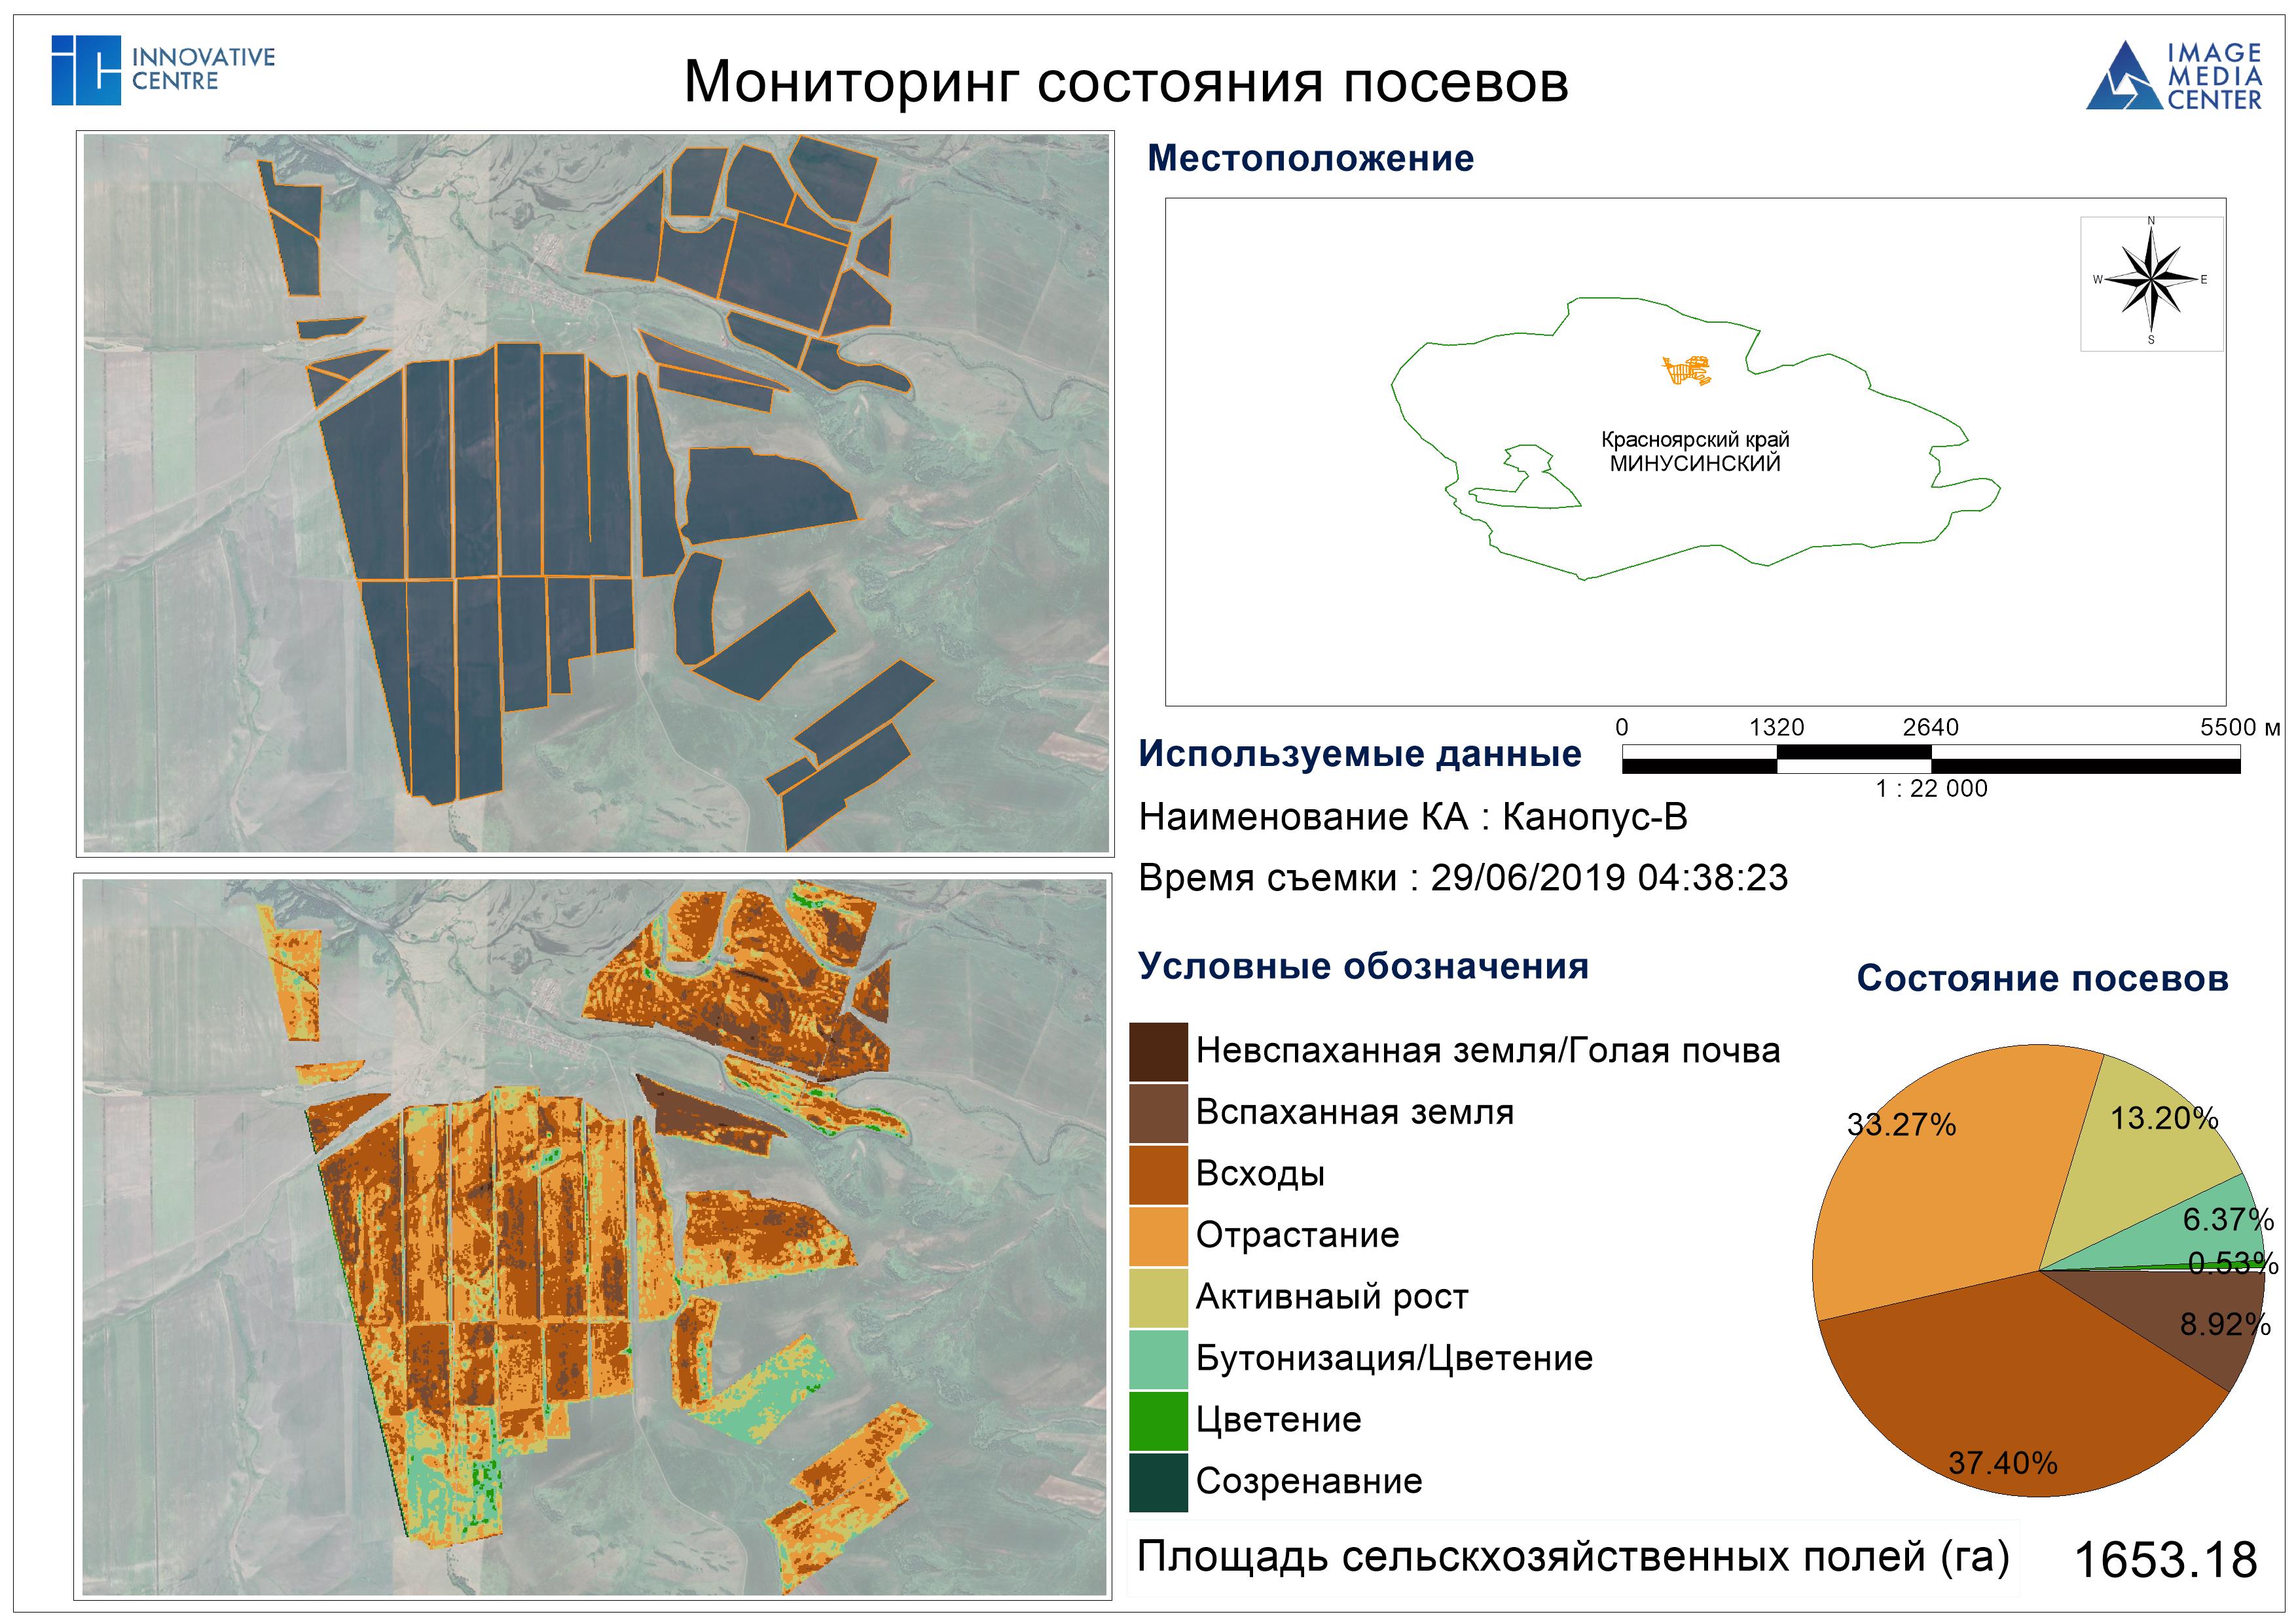 INNOVATIVE
CENTRE
Мониторинг состояния посевов
IMAGE
MEDIA
CENTER
Местоположение
N
W
E
S
Красноярский край
МИНУСИНСКИЙ
0 1320 2640 5500 м
1 : 22 000
Используемые данные
Наименование КА : Канопус-В
Время съемки : 29/06/2019 04:38:23
Условные обозначения
Невспаханная земля/Голая почва
Вспаханная земля
Всходы
Отрастание
Активнаый рост
Бутонизация/Цветение
Цветение
Созренавние
Состояние посевов
33.27%
13.20%
6.37%
0.53%
8.92%
37.40%
Площадь сельскхозяйственных полей (га) 1653.18